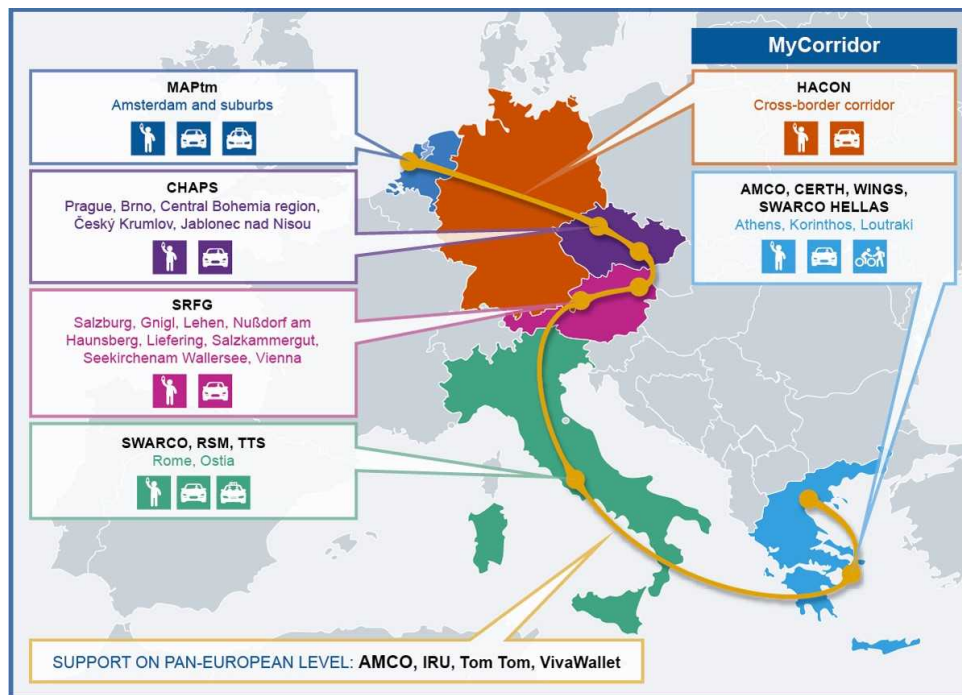 MyCorridor
MAPtm
Amsterdam and suburbs
HACON
Cross-border corridor
CHAPS
Prague, Brno, Central Bohemia region,
Český Krumlov, Jablonec nad Nisou
AMCO, CERTH, WINGS,
SWARCO HELLAS
Athens, Korinthos, Loutraki
SRFG
Salzburg, Gnigl, Lehen, Nußdorf am
Haunsberg, Liefering, Salzkammergut,
Seekirchenam Wallersee, Vienna
SWARCO, RSM, TTS
Rome, Ostia
SUPPORT ON PAN-EUROPEAN LEVEL: AMCO, IRU, Tom Tom, VivaWallet